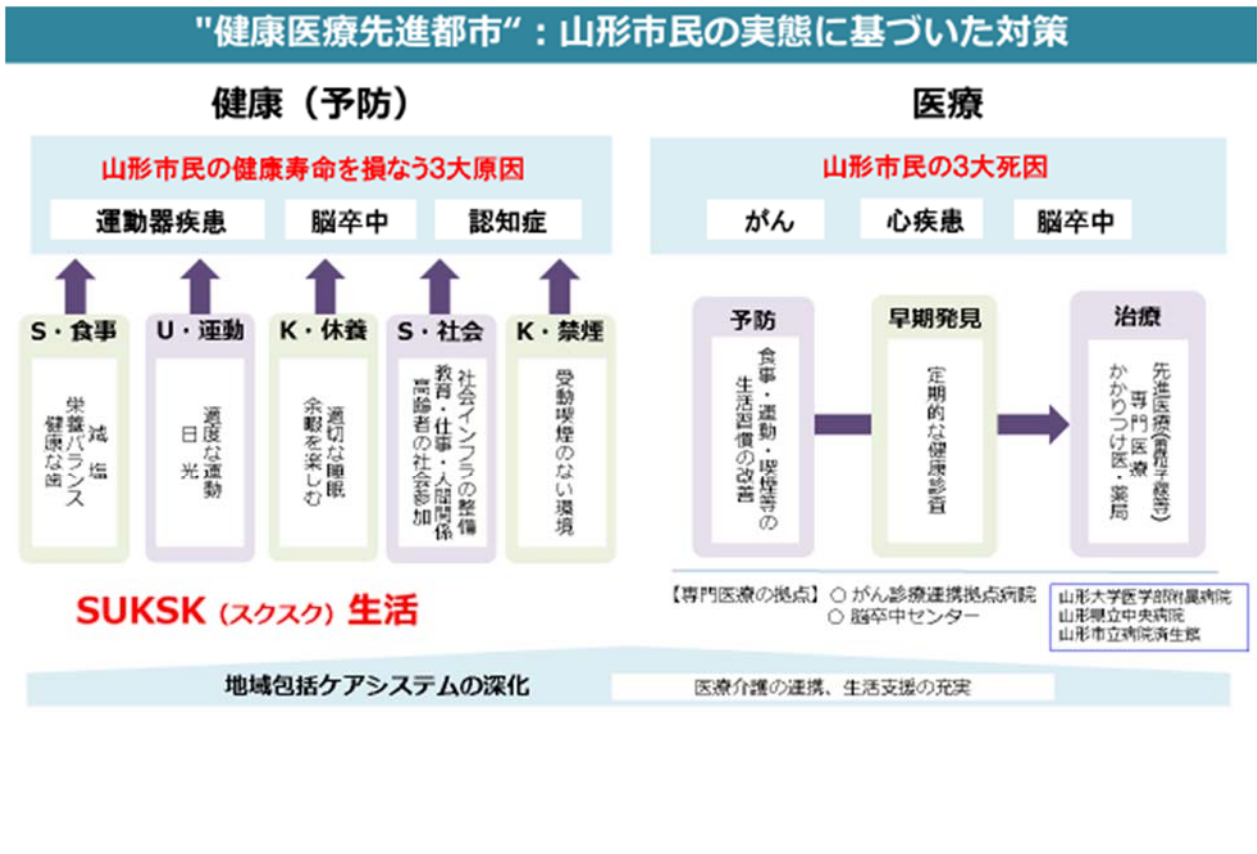 "健康医療先進都市“：山形市民の実態に基づいた対策
健康（予防）
山形市民の健康寿命を損なう3大原因
運動器疾患
脳卒中
認知症
S・食事
減塩
栄養バランス
健康な歯
U・運動
適度な運動
日光
K・休養
適切な睡眠
余暇を楽しむ
S・社会
社会インフラの整備
教育・仕事・人間関係
高齢者の社会参加
K・禁煙
受動喫煙のない環境
SUKSK（スクスク）生活
医療
山形市民の3大死因
がん
心疾患
脳卒中
予防
食事・運動・喫煙等の
生活習慣の改善
早期発見
定期的な健康診査
治療
先進医療(重粒子線等)
専門医療
かかりつけ医・薬局
【専門医療の拠点】○ がん診療連携拠点病院
○ 脳卒中センター
山形大学医学部附属病院
山形県立中央病院
山形市立病院済生館
地域包括ケアシステムの深化
医療介護の連携、生活支援の充実